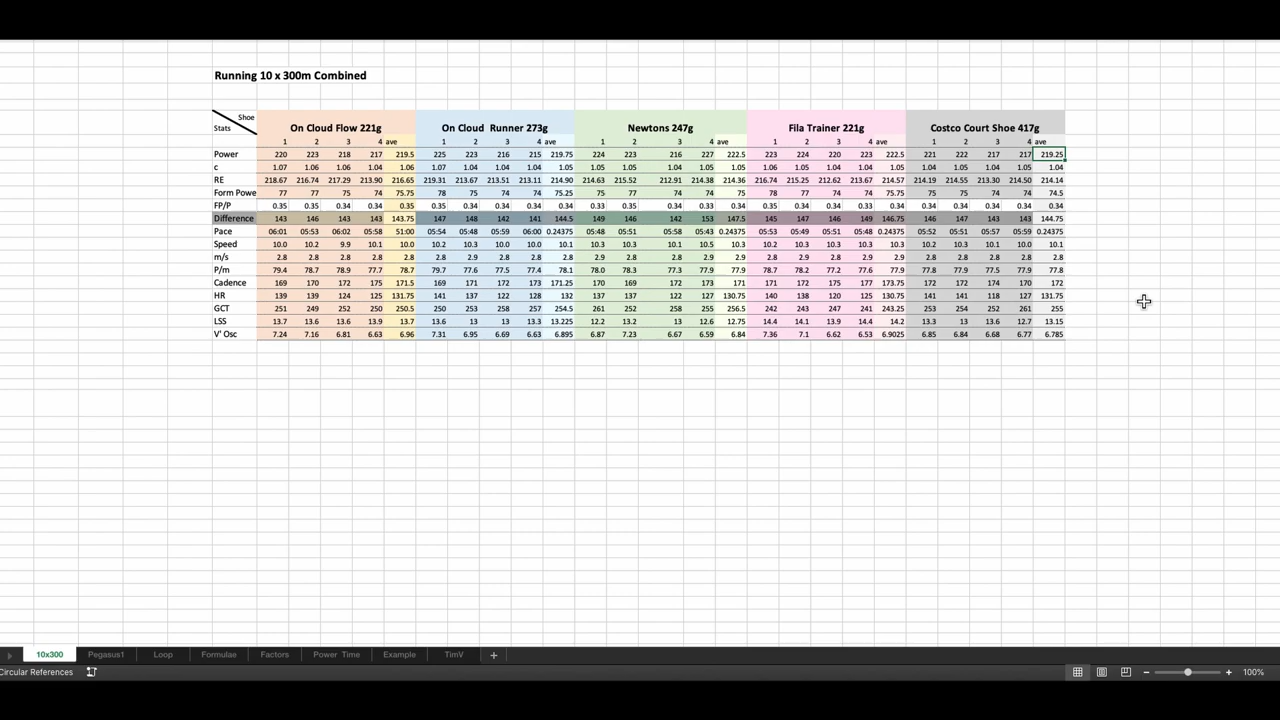 Running 10 x 300m Combined
Shoe
Stats
On Cloud Flow 221g On Cloud Runner 273g Newtons 247g Fila Trainer 221g Costco Court Shoe 417g
1 2 3 4 ave 1 2 3 4 ave 1 2 3 4 ave 1 2 3 4 ave 1 2 3 4 ave
Power 220 223 218 217 219.5 225 223 216 215 219.75 224 223 216 227 222.5 223 224 220 223 222.5 221 222 217 217 219.25
c 1.07 1.06 1.06 1.04 1.06 1.07 1.04 1.04 1.04 1.05 1.05 1.05 1.04 1.05 1.05 1.06 1.05 1.04 1.04 1.05 1.04 1.05 1.04 1.05 1.04
RE 218.67 216.74 217.29 213.90 216.65 219.31 213.67 213.51 213.11 214.90 214.63 215.52 212.91 214.38 214.36 216.74 215.25 212.62 213.67 214.57 214.19 214.55 213.30 214.50 214.14
Form Powe 77 77 75 74 75.75 78 75 74 74 75.25 75 77 74 74 75 78 77 74 74 75.75 75 75 74 74 74.5
FP/P 0.35 0.35 0.34 0.34 0.35 0.35 0.34 0.34 0.34 0.34 0.33 0.35 0.34 0.33 0.34 0.35 0.34 0.34 0.33 0.34 0.34 0.34 0.34 0.34 0.34
Difference 143 146 143 143 143.75 147 148 142 141 144.5 149 146 142 153 147.5 145 147 146 149 146.75 146 147 143 143 144.75
Pace 06:01 05:53 06:02 05:58 51:00 05:54 05:48 05:59 06:00 0.24375 05:48 05:51 05:58 05:43 0.24375 05:48 05:49 05:51 05:48 0.24375 05:52 05:51 05:57 05:59 0.24375
Speed 10.0 10.2 9.9 10.1 10.0 10.2 10.3 10.0 10.0 10.1 10.3 10.3 10.1 10.5 10.3 10.2 10.3 10.3 10.3 10.3 10.2 10.3 10.1 10.0 10.1
m/s 2.8 2.8 2.8 2.8 2.8 2.8 2.9 2.8 2.8 2.8 2.9 2.9 2.8 2.9 2.9 2.8 2.9 2.9 2.9 2.9 2.8 2.9 2.8 2.8 2.8
P/m 79.4 78.7 78.9 77.7 78.7 79.7 77.6 77.5 77.4 78.1 78.0 78.3 77.3 77.9 77.9 78.7 78.2 77.2 77.6 77.9 77.8 77.9 77.5 77.9 77.8
Cadence 169 170 172 175 171.5 169 171 172 173 171.25 170 169 172 173 171 171 172 175 177 173.75 172 172 174 170 172
HR 139 139 124 125 131.75 141 137 122 128 132 137 137 122 127 130.75 140 138 120 125 130.75 141 141 118 127 131.75
GCT 251 249 252 250 250.5 250 253 258 257 254.5 261 252 258 255 256.5 242 243 247 241 243.25 253 254 252 261 255
LSS 13.7 13.6 13.6 13.9 13.7 13.6 13 13 13.3 13.225 12.2 13.2 13 12.6 12.75 14.4 14.1 13.9 14.4 14.2 13.3 13 13.6 12.7 13.15
V' Osc 7.24 7.16 6.81 6.63 6.96 7.31 6.95 6.69 6.63 6.895 6.87 7.23 6.67 6.59 6.84 7.36 7.1 6.62 6.53 6.9025 6.85 6.84 6.68 6.77 6.785
10x300 Pegasus1 Loop Formulae Factors Power Time Example TimV +
Circular References 100%